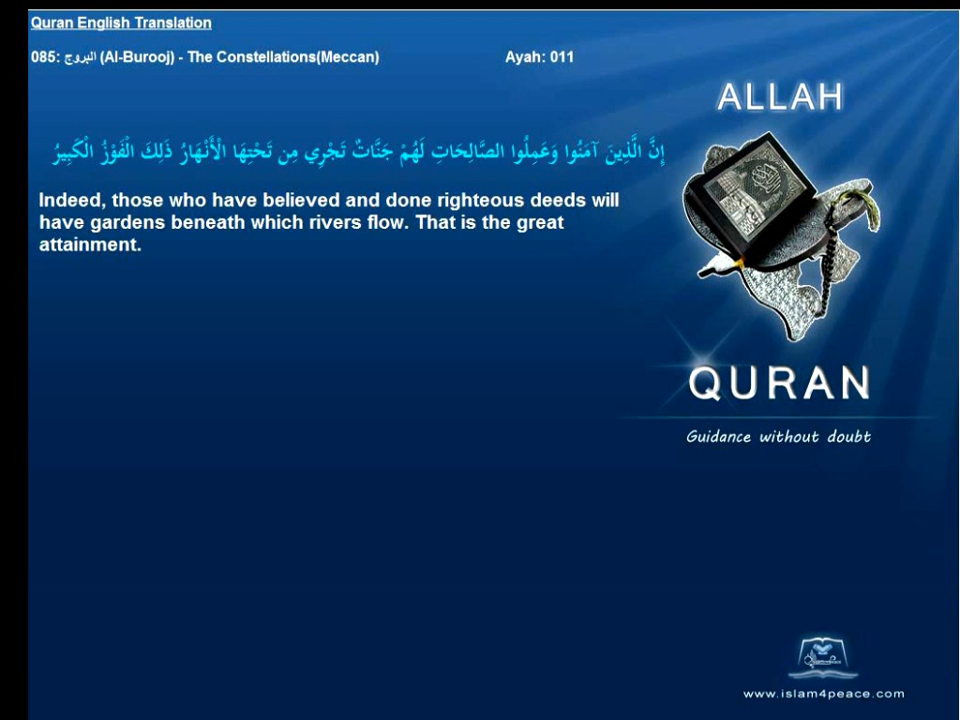 Quran English Translation
085: البروج (Al-Burooj) - The Constellations(Meccan) Ayah: 011
ALLAH
إِنَّ الَّذِينَ آمَنُوا وَعَمِلُوا الصَّالِحَاتِ لَهُمْ جَنَّاتٌ تَجْرِي مِن تَحْتِهَا الْأَنْهَارُ ذَلِكَ الْفَوْزُ الْكَبِيرُ
Indeed, those who have believed and done righteous deeds will
have gardens beneath which rivers flow. That is the great
attainment.
QURAN
Guidance without doubt
www.islam4peace.com